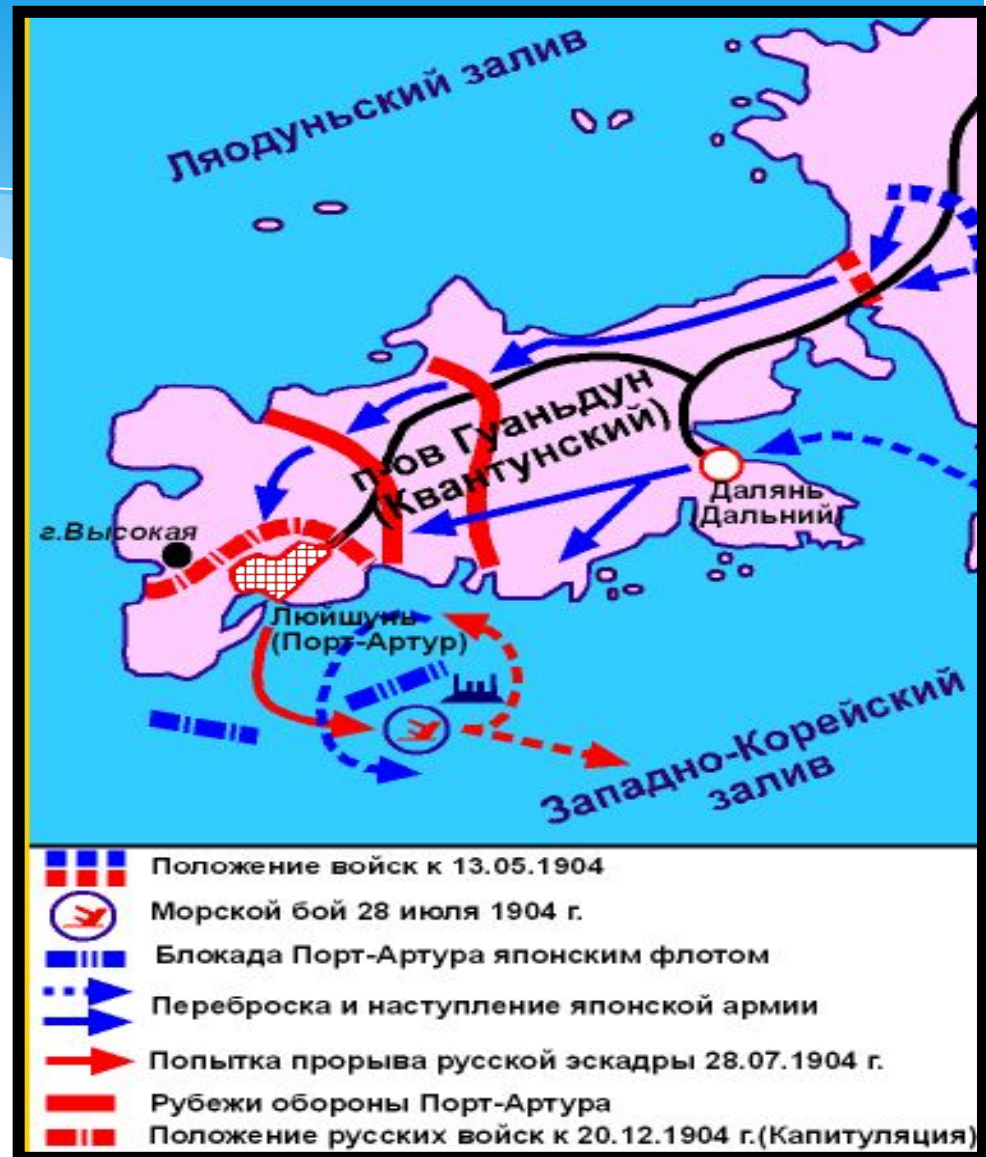 Ляодуньский залив
п-ов Гуаньдун
(Квантунский)
Далянь
(Дальний)
г.Высокая
Люйшунь
(Порт-Артур)
Западно-Корейский
залив
Положение войск к 13.05.1904
Морской бой 28 июля 1904 г.
Блокада Порт-Артура японским флотом
Переброска и наступление японской армии
Попытка прорыва русской эскадры 28.07.1904 г.
Рубежи обороны Порт-Артура
Положение русских войск к 20.12.1904 г.(Капитуляция)